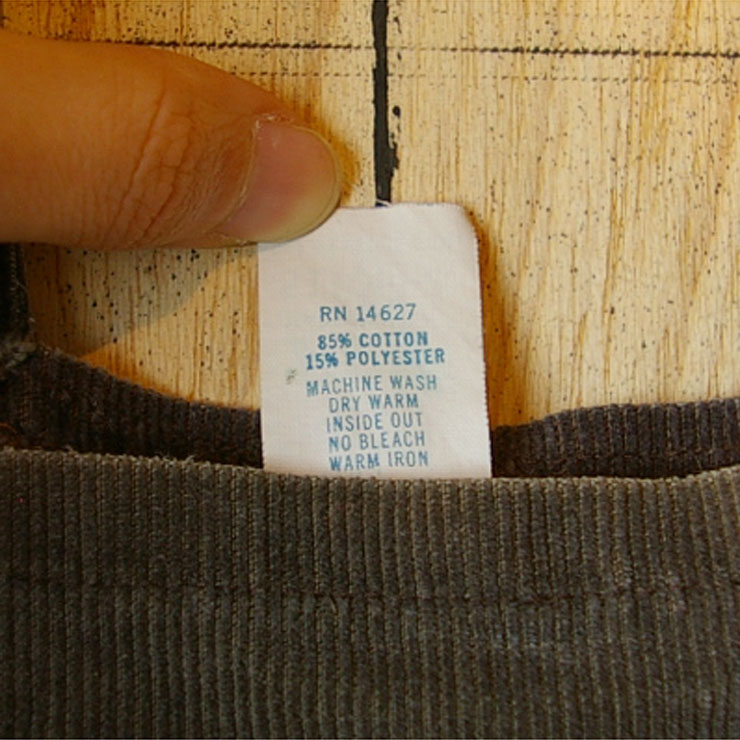 RN 14627
85% COTTON
15% POLYESTER
MACHINE WASH
DRY WARM
INSIDE OUT
NO BLEACH
WARM IRON